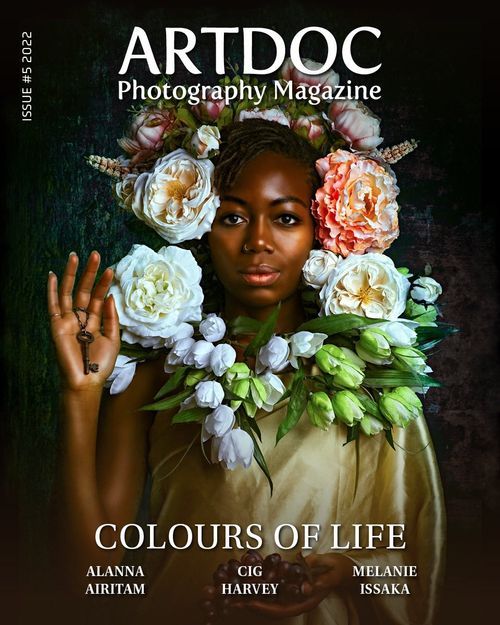 ISSUE #5 2022
ARTDOC
Photography Magazine
COLOURS OF LIFE
ALANNA
AIRITAM
CIG
HARVEY
MELANIE
ISSAKA